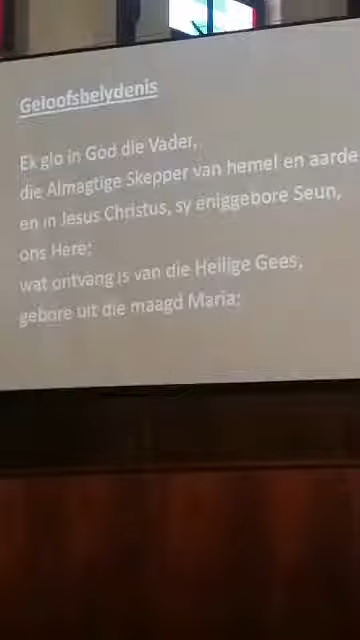 Geloofsbelydenis
Ek glo in God die Vader,
die Almagtige Skepper van hemel en aarde
en in Jesus Christus, sy eniggebore Seun,
ons Here;
wat ontvang is van die Heilige Gees,
gebore uit die maagd Maria;